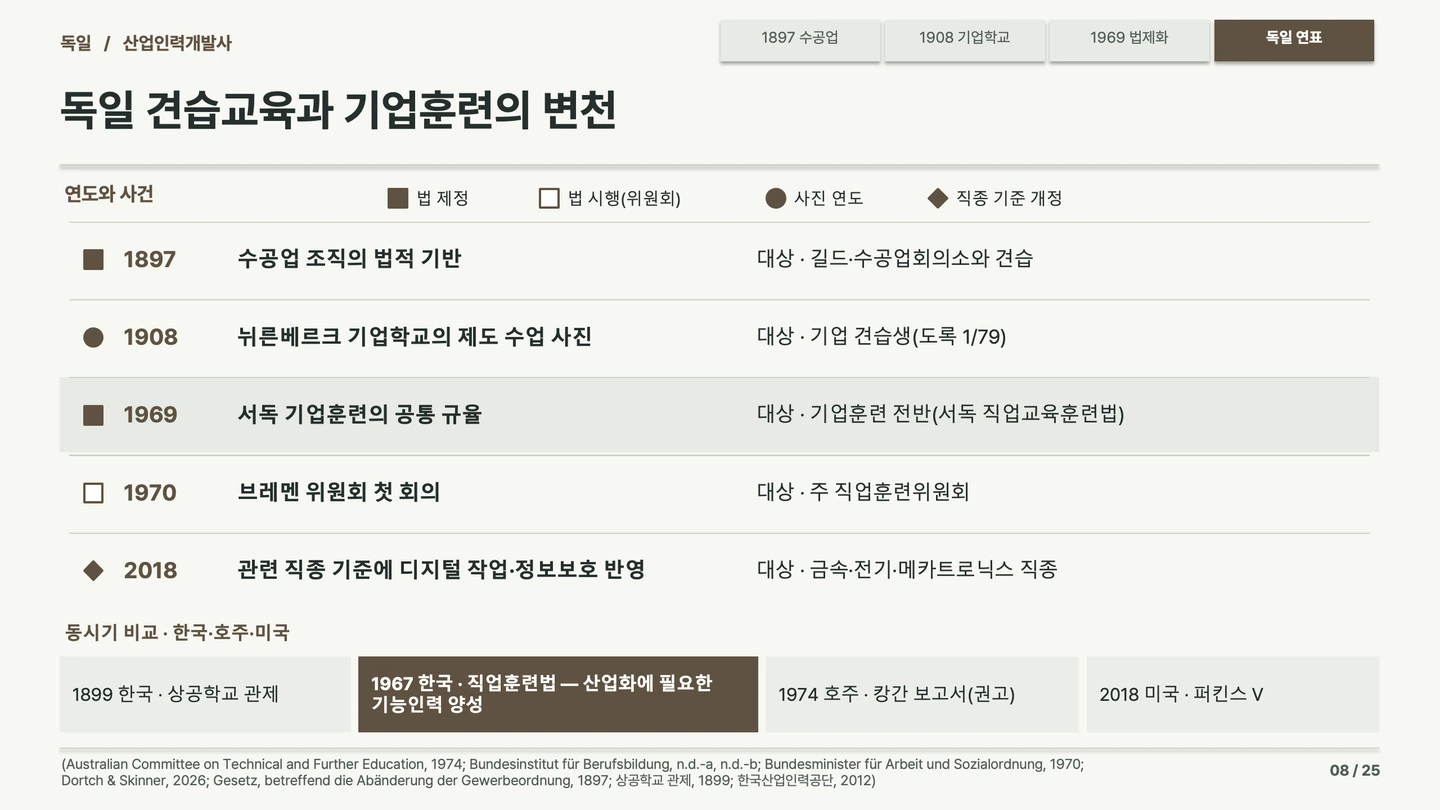 독일 / 산업인력개발사
1897 수공업
1908 기업학교
1969 법제화
독일 연표
독일 견습교육과 기업훈련의 변천
연도와 사건
법 제정
법 시행(위원회)
사진 연도
직종 기준 개정
1897 수공업 조직의 법적 기반 대상 · 길드·수공업회의소와 견습
1908 뉘른베르크 기업학교의 제도 수업 사진 대상 · 기업 견습생(도록 1/79)
1969 서독 기업훈련의 공통 규율 대상 · 기업훈련 전반(서독 직업교육훈련법)
1970 브레멘 위원회 첫 회의 대상 · 주 직업훈련위원회
2018 관련 직종 기준에 디지털 작업·정보보호 반영 대상 · 금속·전기·메카트로닉스 직종
동시기 비교 · 한국·호주·미국
1899 한국 · 상공학교 관제
1967 한국 · 직업훈련법 — 산업화에 필요한
기능인력 양성
1974 호주 · 캉간 보고서(권고)
2018 미국 · 퍼킨스 V
(Australian Committee on Technical and Further Education, 1974; Bundesinstitut für Berufsbildung, n.d.-a, n.d.-b; Bundesminister für Arbeit und Sozialordnung, 1970;
Dortch & Skinner, 2026; Gesetz, betreffend die Abänderung der Gewerbeordnung, 1897; 상공학교 관제, 1899; 한국산업인력공단, 2012)
08 / 25